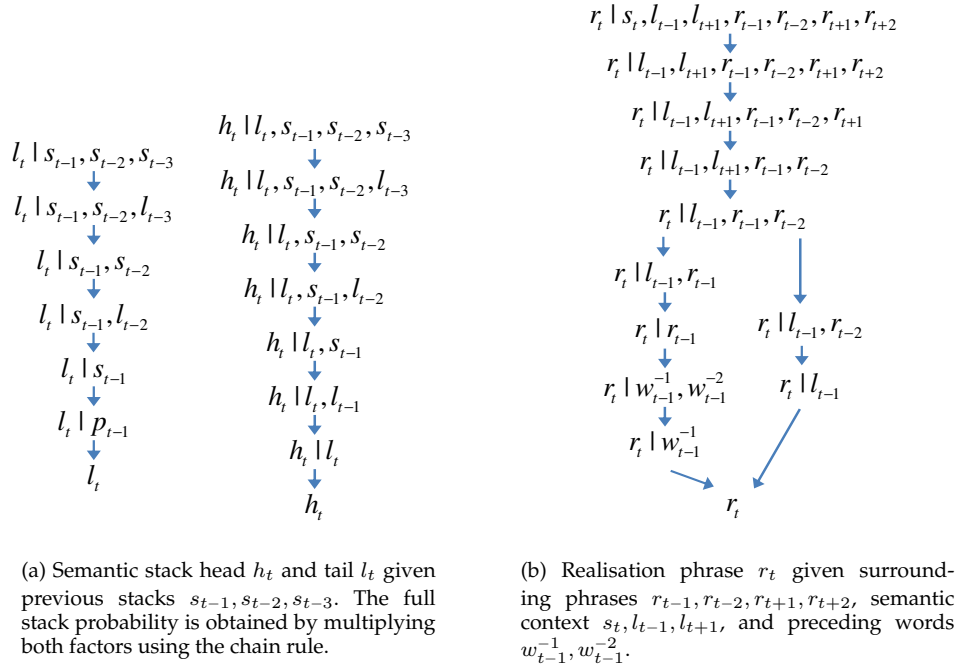 l_t | s_{t−1}, s_{t−2}, s_{t−3}
l_t | s_{t−1}, s_{t−2}, l_{t−3}
l_t | s_{t−1}, s_{t−2}
l_t | s_{t−1}, l_{t−2}
l_t | s_{t−1}
l_t | p_{t−1}
l_t
h_t | l_t, s_{t−1}, s_{t−2}, s_{t−3}
h_t | l_t, s_{t−1}, s_{t−2}, l_{t−3}
h_t | l_t, s_{t−1}, s_{t−2}
h_t | l_t, s_{t−1}, l_{t−2}
h_t | l_t, s_{t−1}
h_t | l_t, l_{t−1}
h_t | l_t
h_t
(a) Semantic stack head h_t and tail l_t given
previous stacks s_{t−1}, s_{t−2}, s_{t−3}. The full
stack probability is obtained by multiplying
both factors using the chain rule.
r_t | s_t, l_{t−1}, l_{t+1}, r_{t−1}, r_{t−2}, r_{t+1}, r_{t+2}
r_t | l_{t−1}, l_{t+1}, r_{t−1}, r_{t−2}, r_{t+1}, r_{t+2}
r_t | l_{t−1}, l_{t+1}, r_{t−1}, r_{t−2}, r_{t+1}
r_t | l_{t−1}, l_{t+1}, r_{t−1}, r_{t−2}
r_t | l_{t−1}, r_{t−1}, r_{t−2}
r_t | l_{t−1}, r_{t−1}
r_t | r_{t−1}
r_t | w_{t−1}^{−1}, w_{t−1}^{−2}
r_t | w_{t−1}^{−1}
r_t | l_{t−1}, r_{t−2}
r_t | l_{t−1}
r_t
(b) Realisation phrase r_t given surround-
ing phrases r_{t−1}, r_{t−2}, r_{t+1}, r_{t+2}, semantic
context s_t, l_{t−1}, l_{t+1}, and preceding words
w_{t−1}^{−1}, w_{t−1}^{−2}.